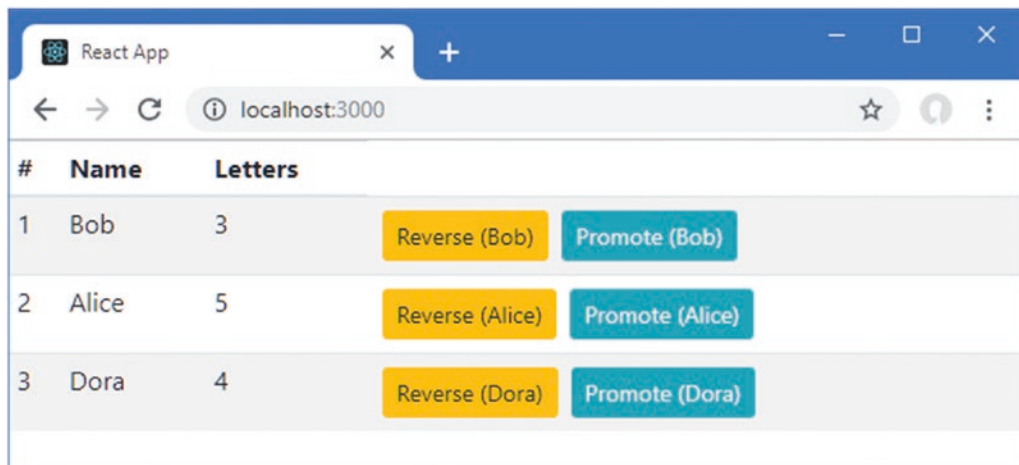 React App
localhost:3000
# Name Letters
1 Bob 3 Reverse (Bob) Promote (Bob)
2 Alice 5 Reverse (Alice) Promote (Alice)
3 Dora 4 Reverse (Dora) Promote (Dora)